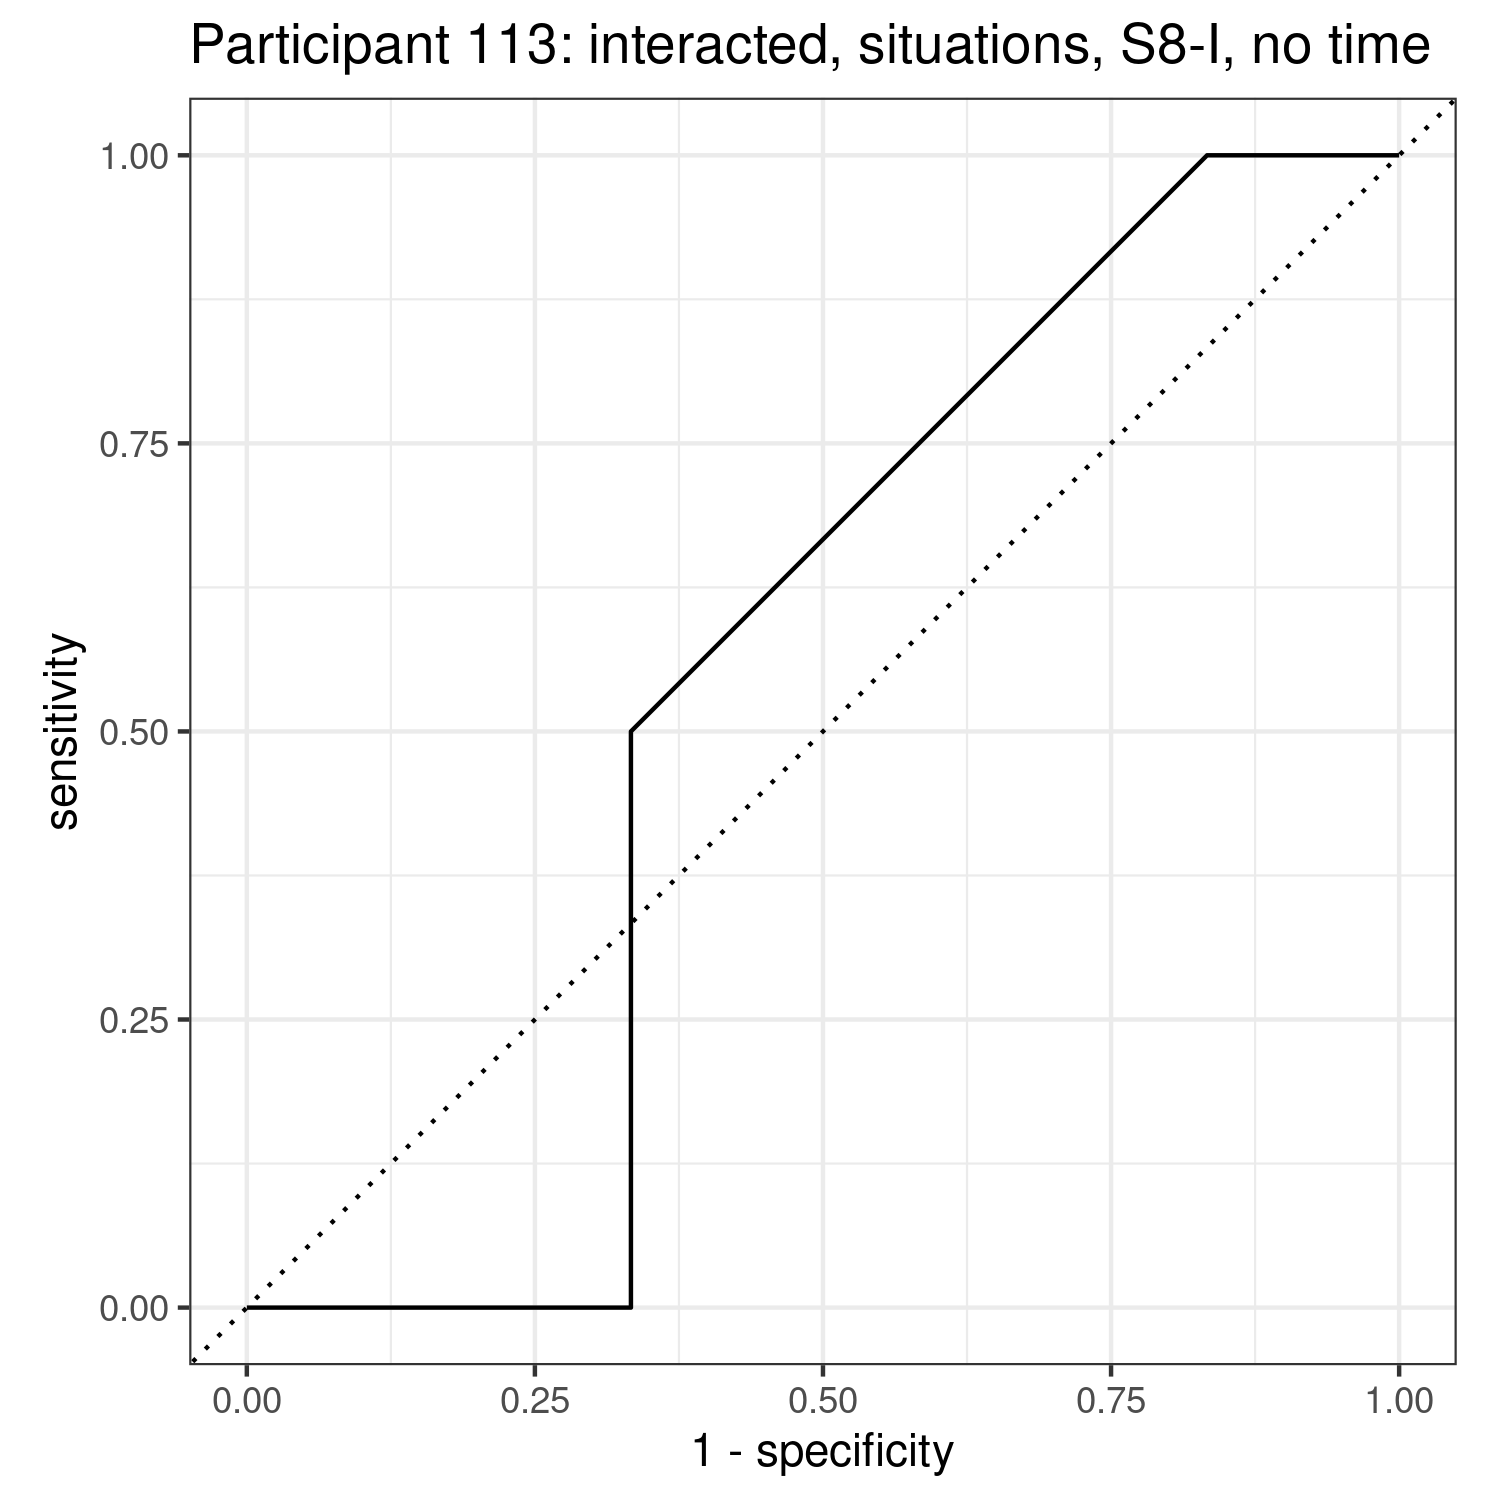 Participant 113: interacted, situations, S8-I, no time
1.00
0.75
0.50
0.25
0.00
sensitivity
0.00 0.25 0.50 0.75 1.00
1 - specificity